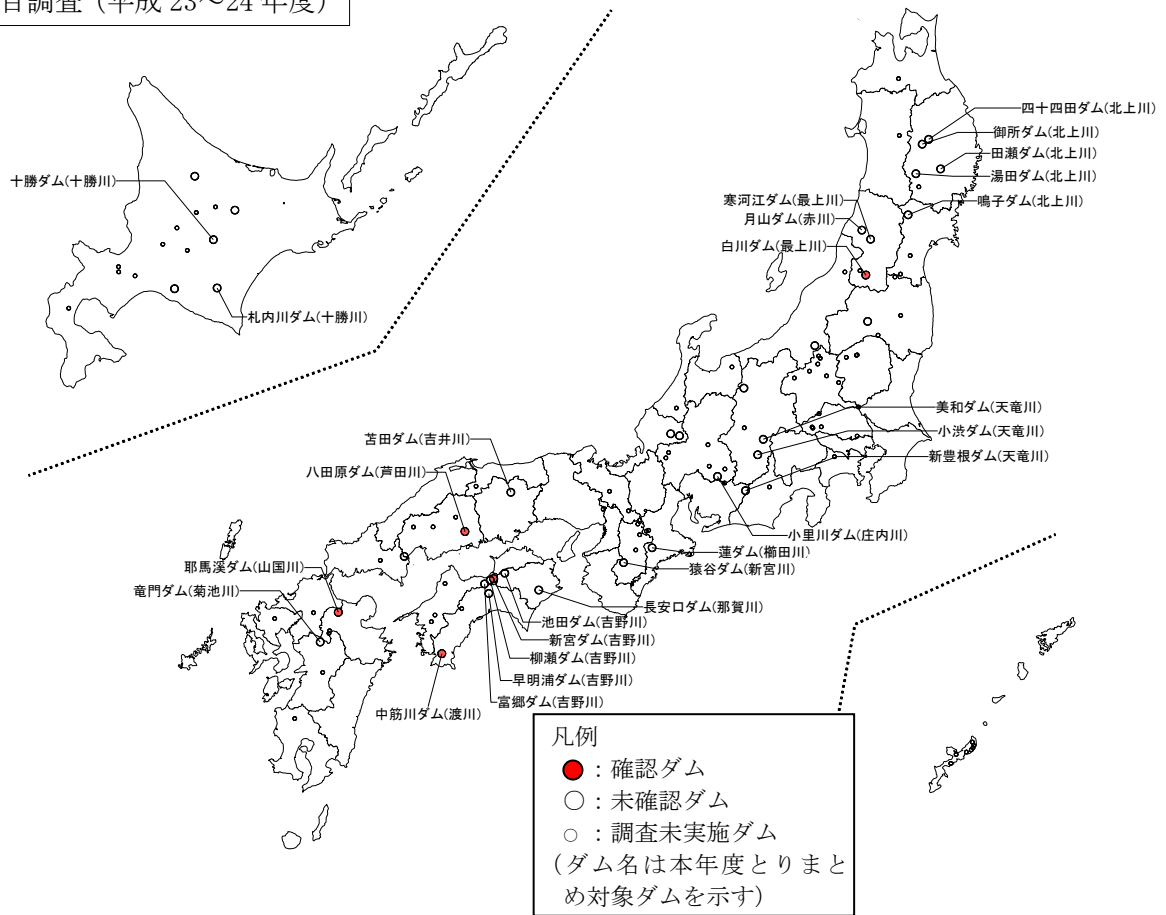 目調査（平成 23～24 年度）
四十四田ダム(北上川)
御所ダム(北上川)
田瀬ダム(北上川)
湯田ダム(北上川)
鳴子ダム(北上川)
十勝ダム(十勝川)
札内川ダム(十勝川)
寒河江ダム(最上川)
月山ダム(赤川)
白川ダム(最上川)
美和ダム(天竜川)
小渋ダム(天竜川)
新豊根ダム(天竜川)
苫田ダム(吉井川)
八田原ダム(芦田川)
小里川ダム(庄内川)
蓮ダム(櫛田川)
猿谷ダム(新宮川)
耶馬溪ダム(山国川)
竜門ダム(菊池川)
長安口ダム(那賀川)
池田ダム(吉野川)
新宮ダム(吉野川)
柳瀬ダム(吉野川)
早明浦ダム(吉野川)
富郷ダム(吉野川)
中筋川ダム(渡川)
凡例
：確認ダム
：未確認ダム
：調査未実施ダム
（ダム名は本年度とりまと
め対象ダムを示す）